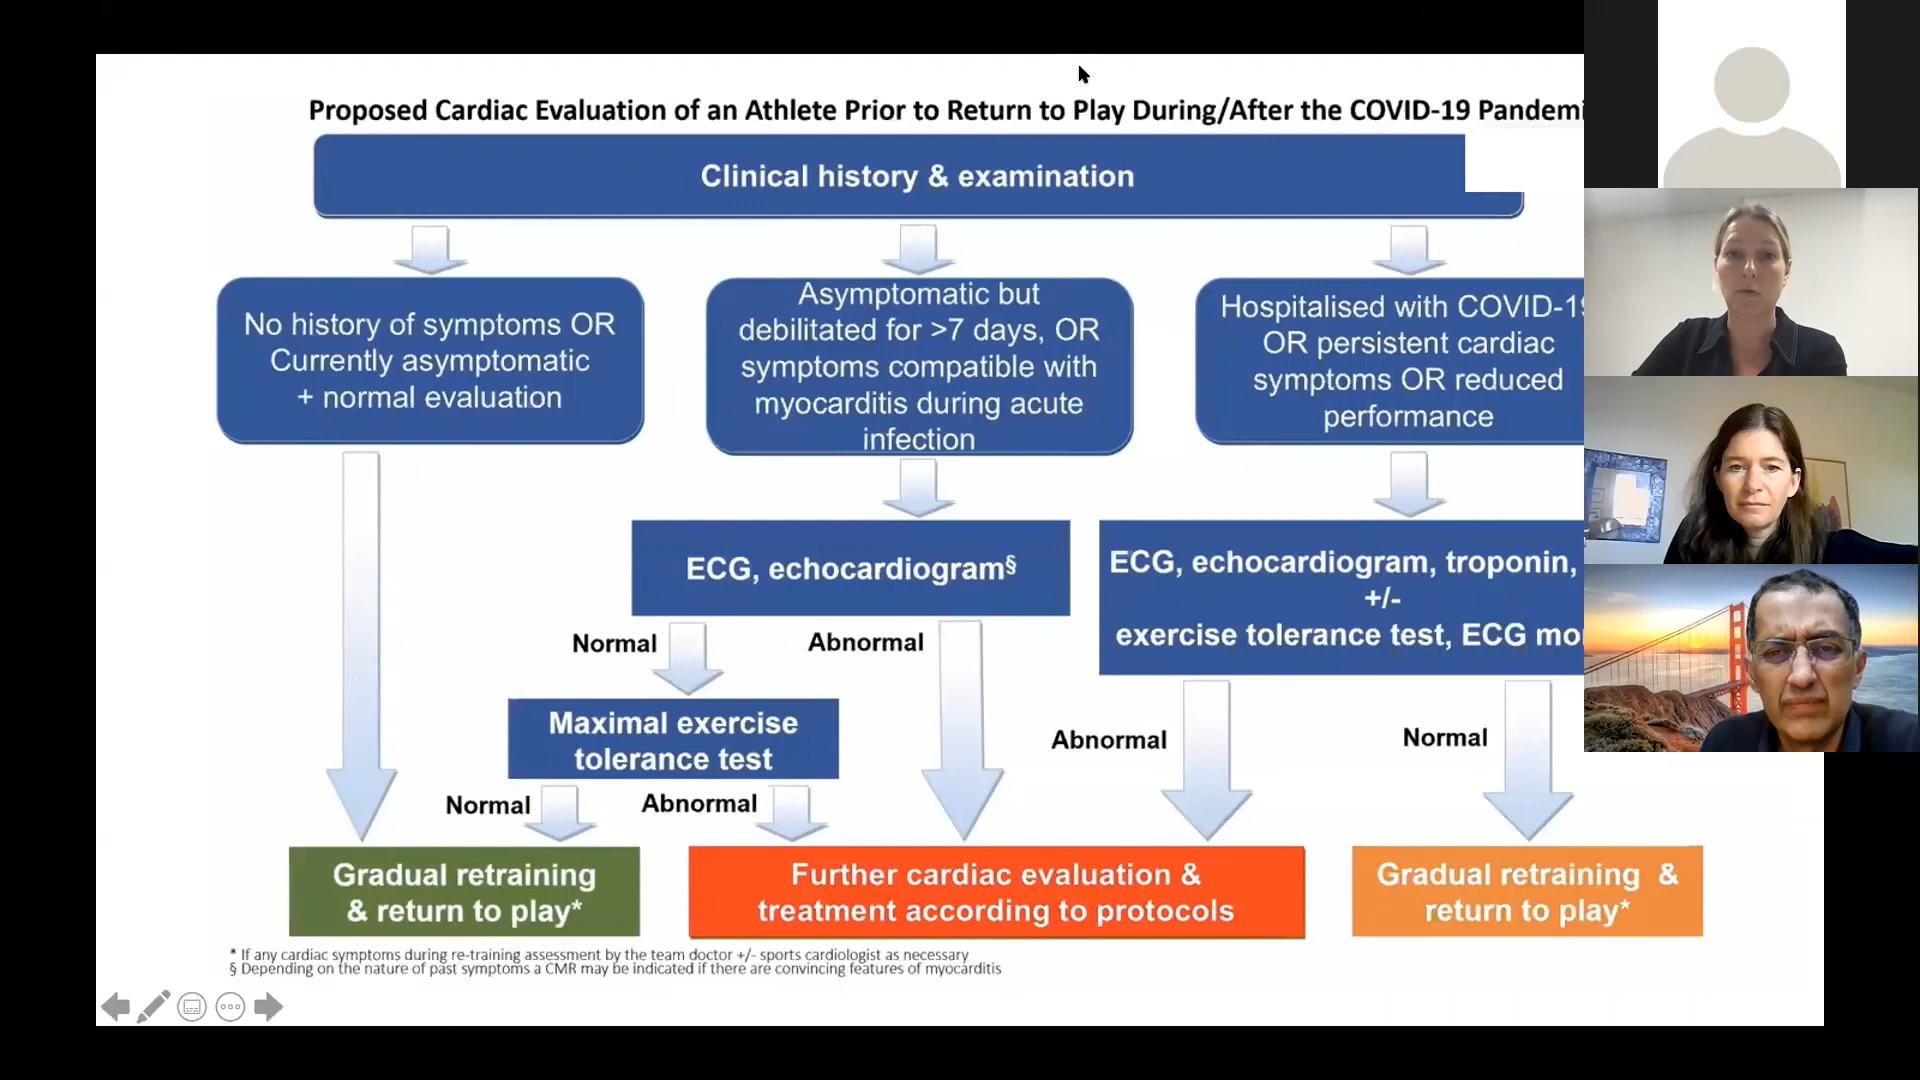 Proposed Cardiac Evaluation of an Athlete Prior to Return to Play During/After the COVID-19 Pandemi
Clinical history & examination
No history of symptoms OR
Currently asymptomatic
+ normal evaluation
Asymptomatic but
debilitated for >7 days, OR
symptoms compatible with
myocarditis during acute
infection
Hospitalised with COVID-19
OR persistent cardiac
symptoms OR reduced
performance
ECG, echocardiogram§
ECG, echocardiogram, troponin,
+/-
exercise tolerance test, ECG mo
Normal
Abnormal
Maximal exercise
tolerance test
Abnormal
Normal
Normal
Abnormal
Gradual retraining
& return to play*
Further cardiac evaluation &
treatment according to protocols
Gradual retraining &
return to play*
* If any cardiac symptoms during re-training assessment by the team doctor +/- sports cardiologist as necessary
§ Depending on the nature of past symptoms a CMR may be indicated if there are convincing features of myocarditis